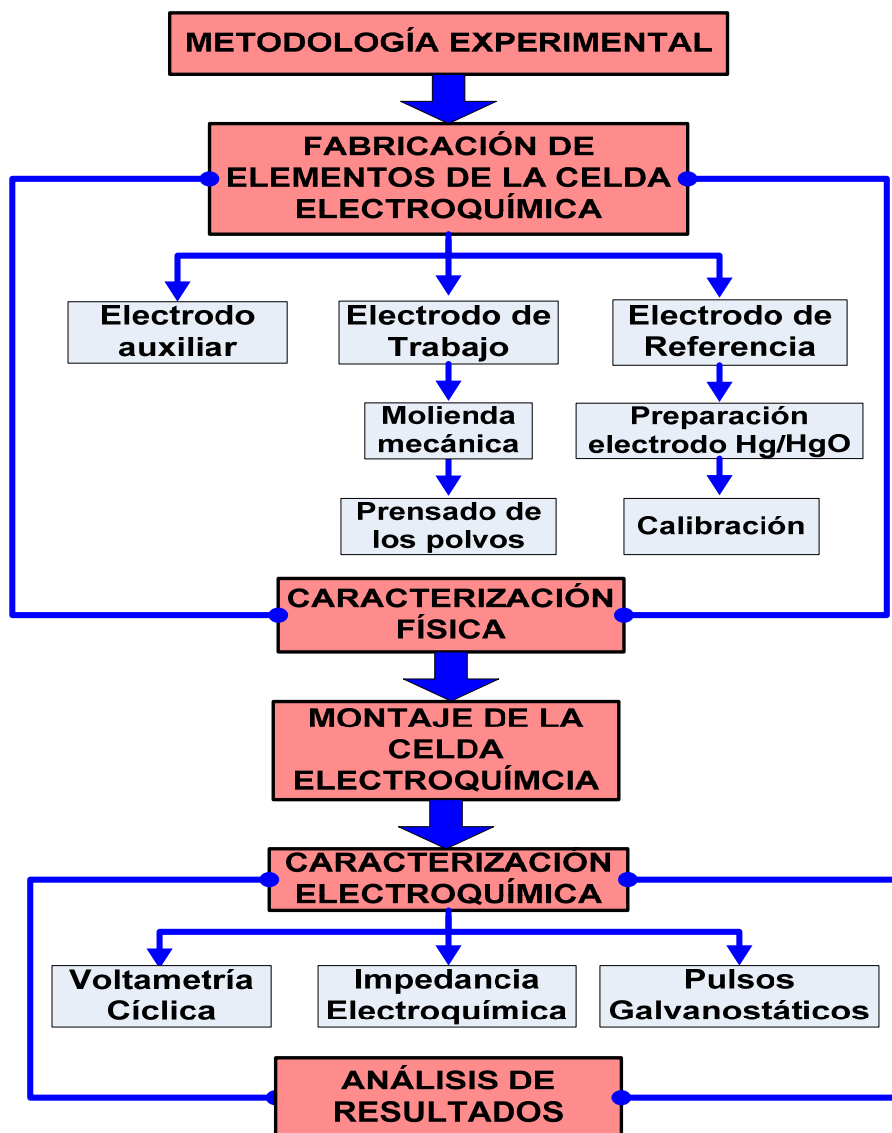 METODOLOGÍA EXPERIMENTAL
FABRICACIÓN DE
ELEMENTOS DE LA CELDA
ELECTROQUÍMICA
Electrodo
auxiliar
Electrodo de
Trabajo
Electrodo de
Referencia
Molienda
mecánica
Preparación
electrodo Hg/HgO
Prensado de
los polvos
Calibración
CARACTERIZACIÓN
FÍSICA
MONTAJE DE LA
CELDA
ELECTROQUÍMCIA
CARACTERIZACIÓN
ELECTROQUÍMICA
Voltametría
Cíclica
Impedancia
Electroquímica
Pulsos
Galvanostáticos
ANÁLISIS DE
RESULTADOS